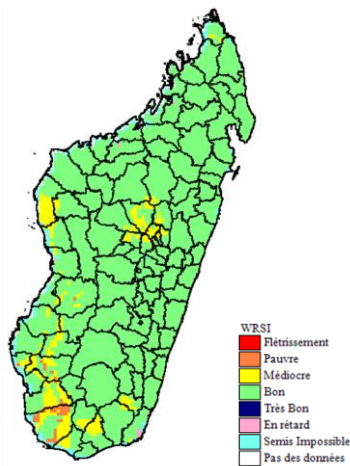 WRSI
Flétrissement
Pauvre
Médiocre
Bon
Très Bon
En rétard
Semis Impossible
Pas des données